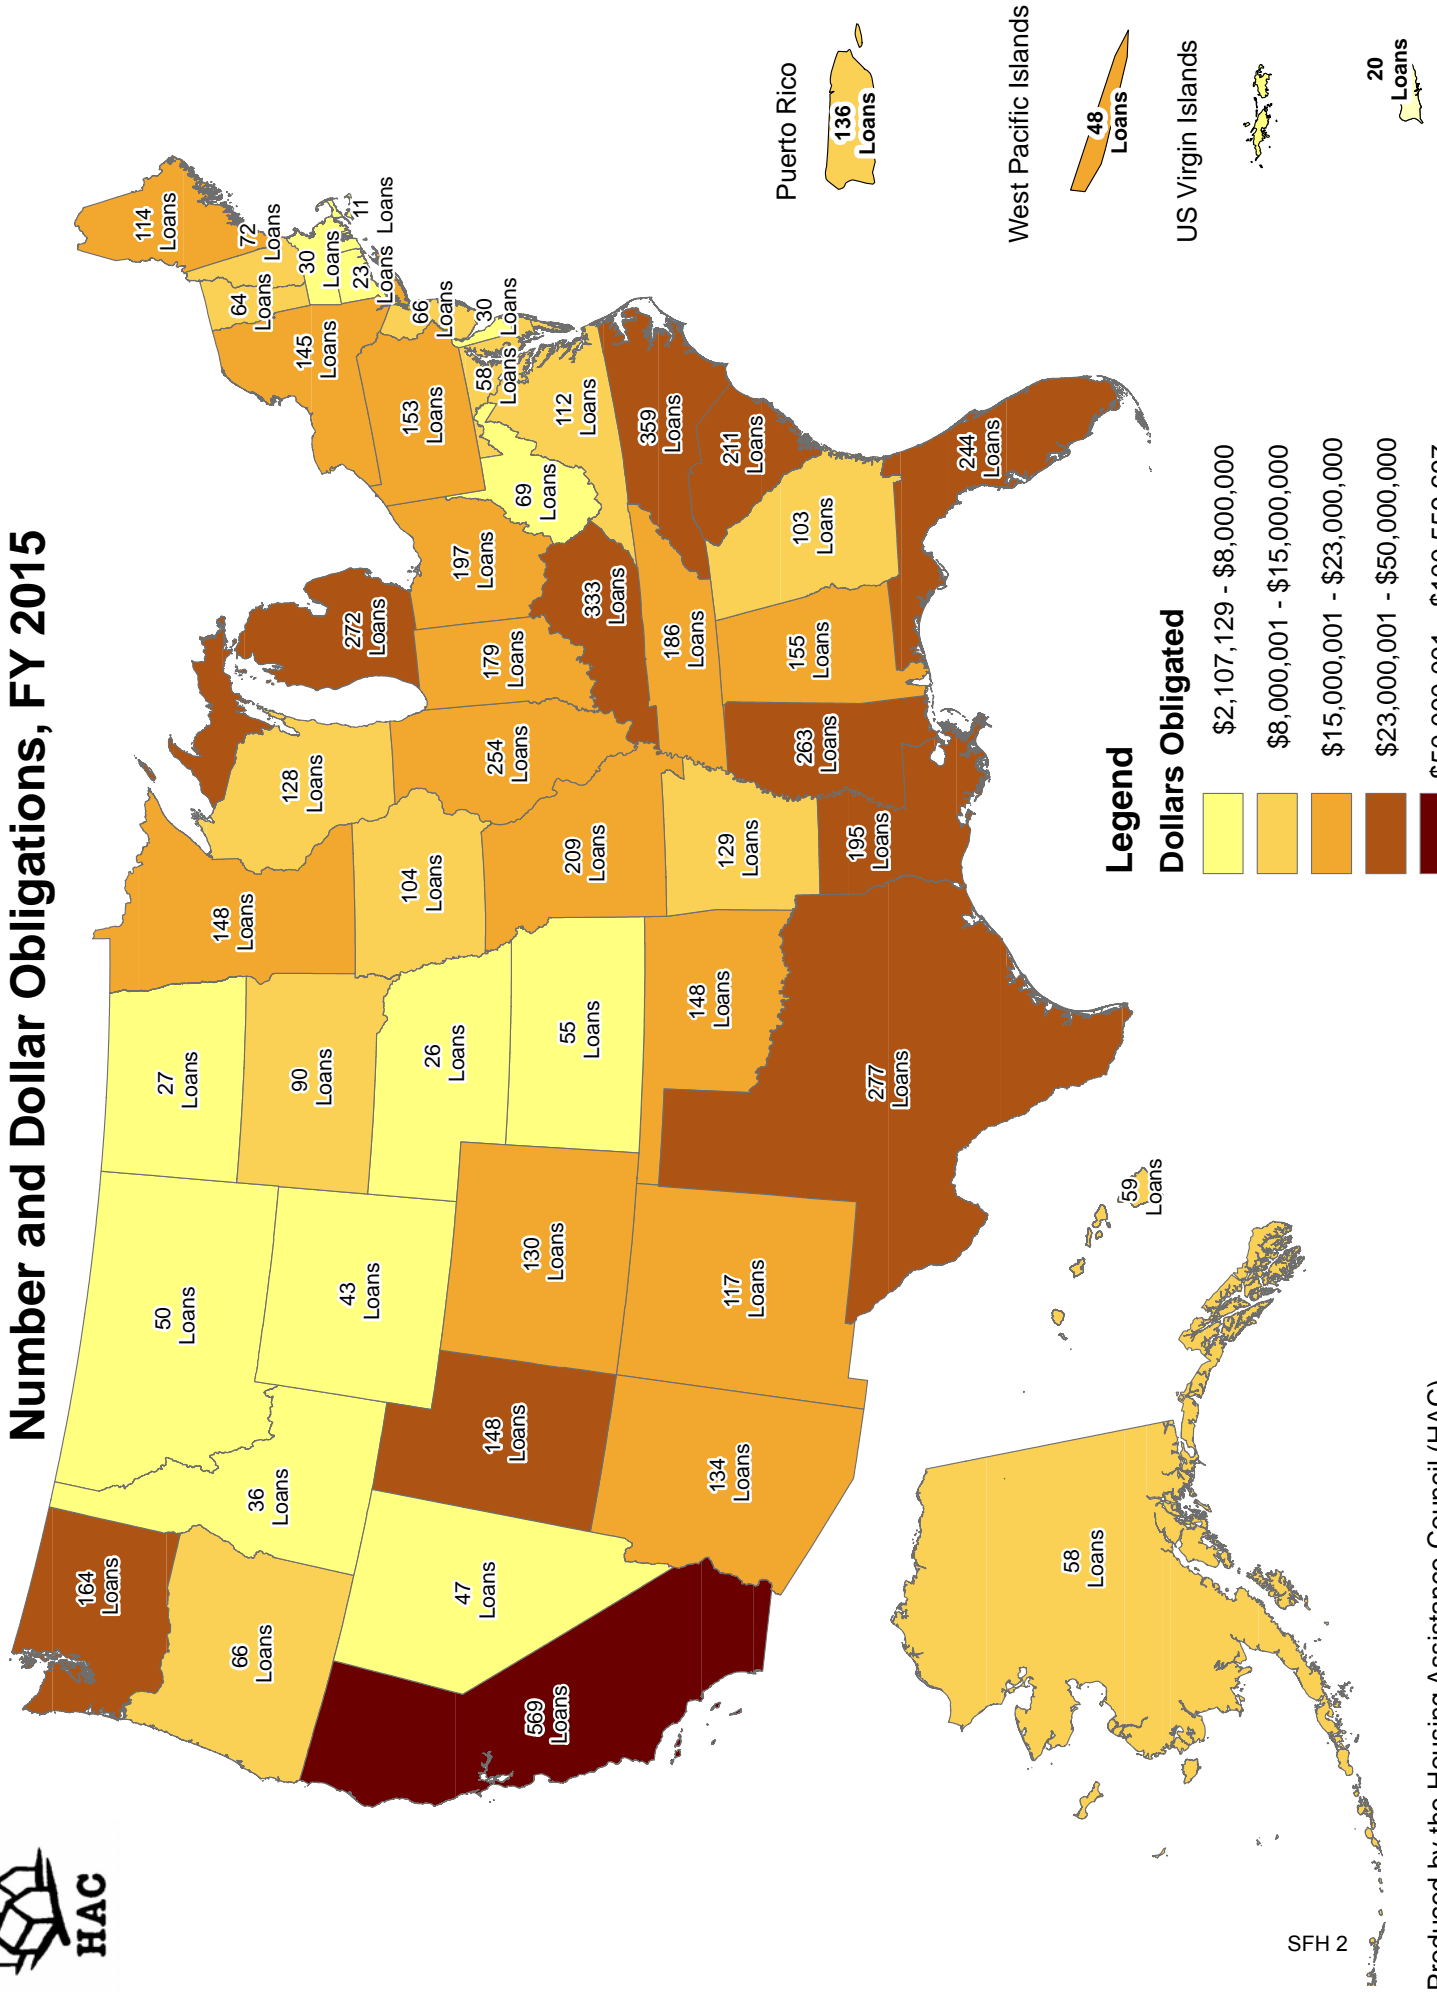 Number and Dollar Obligations, FY 2015
HAC
164
Loans
66
Loans
569
Loans
36
Loans
47
Loans
50
Loans
43
Loans
148
Loans
134
Loans
130
Loans
117
Loans
27
Loans
90
Loans
26
Loans
55
Loans
148
Loans
277
Loans
148
Loans
104
Loans
209
Loans
129
Loans
195
Loans
128
Loans
254
Loans
263
Loans
272
Loans
179
Loans
197
Loans
333
Loans
186
Loans
155
Loans
103
Loans
244
Loans
211
Loans
359
Loans
112
Loans
69
Loans
153
Loans
58
Loans
30
Loans
66
Loans
145
Loans
64
Loans
72
Loans
114
Loans
30
Loans
23
Loans
11
Loans
58
Loans
59
Loans
Puerto Rico
136
Loans
West Pacific Islands
48
Loans
US Virgin Islands
20
Loans
Legend
Dollars Obligated
$2,107,129 - $8,000,000
$8,000,001 - $15,000,000
$15,000,001 - $23,000,000
$23,000,001 - $50,000,000
SFH 2
Produced by the Housing Assistance Council (HAC)